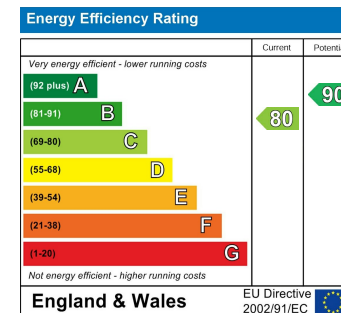 Energy Efficiency Rating
Current Potenti
Very energy efficient - lower running costs
(92 plus) A
(81-91) B
(69-80) C
(55-68) D
(39-54) E
(21-38) F
(1-20) G
80
90
Not energy efficient - higher running costs
England & Wales
EU Directive
2002/91/EC